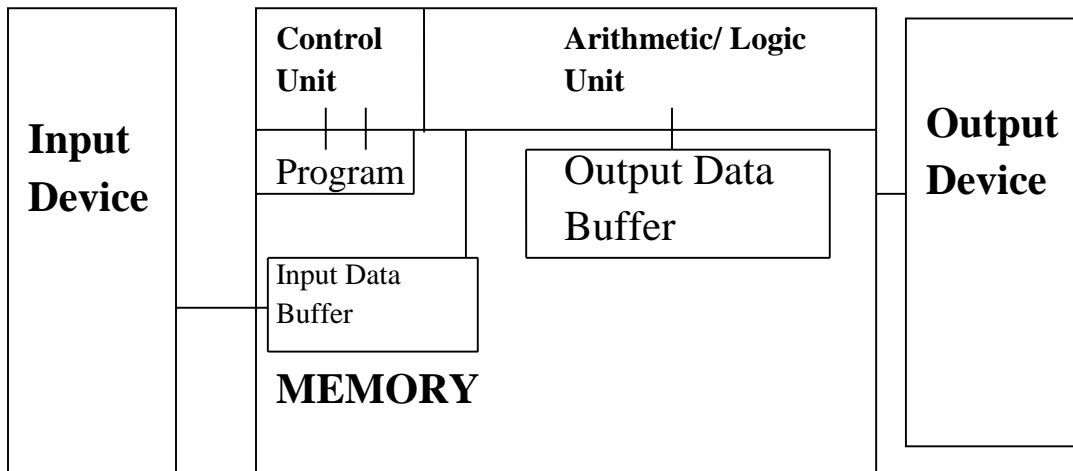 Input
Device
Control
Unit
Arithmetic/ Logic
Unit
Program
Output Data
Buffer
Input Data
Buffer
MEMORY
Output
Device